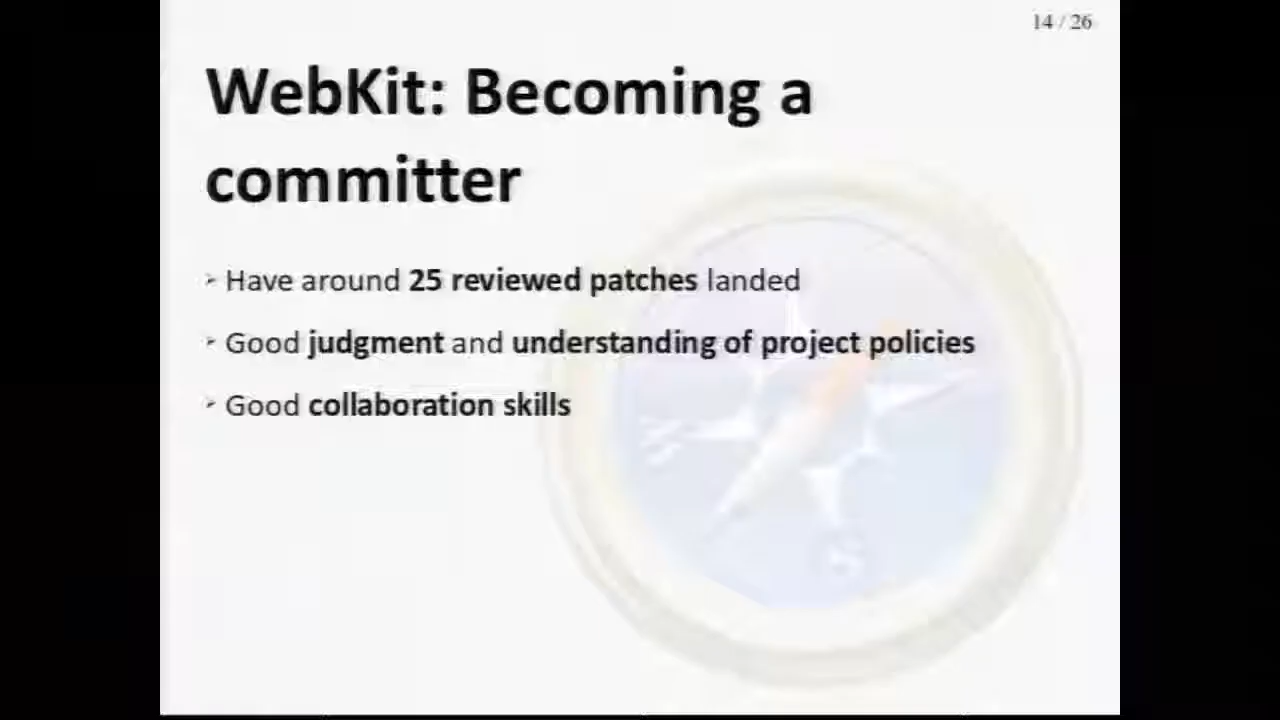 14 / 26
WebKit: Becoming a
committer
Have around 25 reviewed patches landed
Good judgment and understanding of project policies
Good collaboration skills